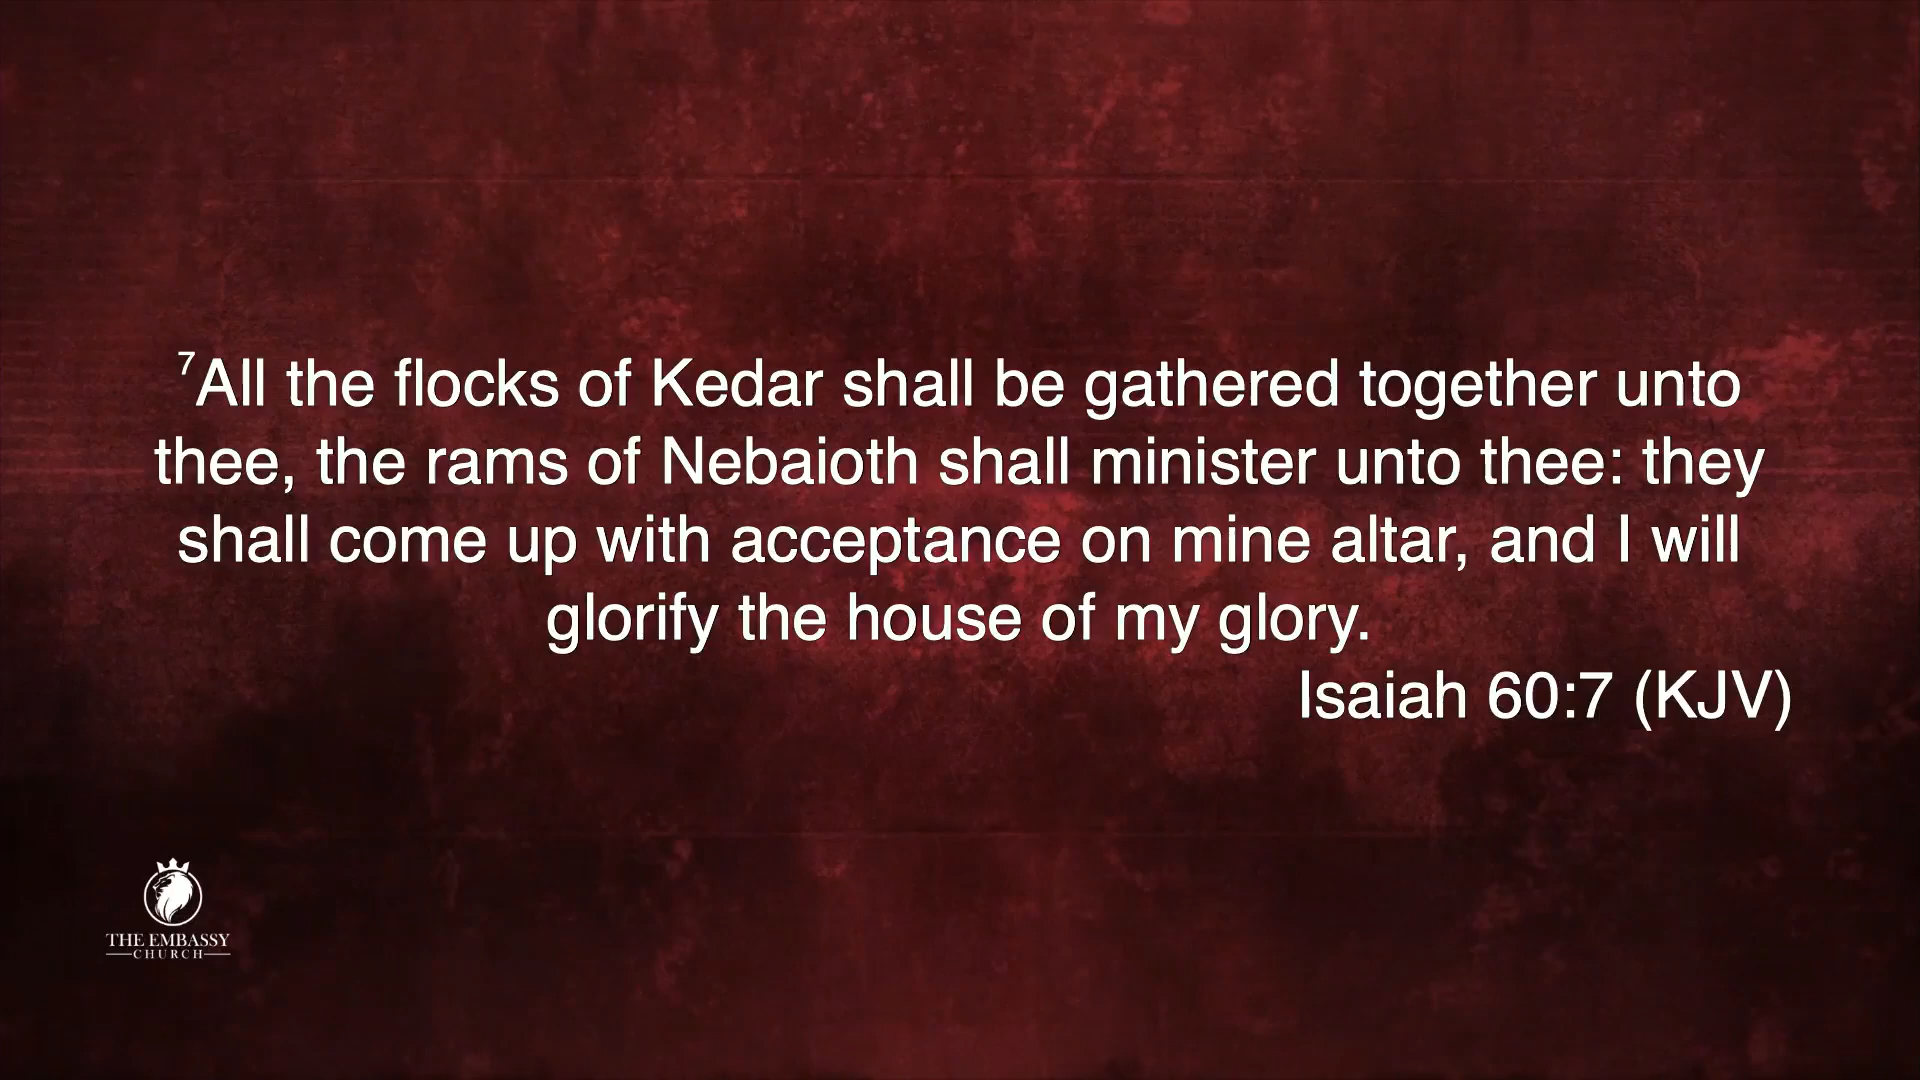 7All the flocks of Kedar shall be gathered together unto
thee, the rams of Nebaioth shall minister unto thee: they
shall come up with acceptance on mine altar, and I will
glorify the house of my glory.
Isaiah 60:7 (KJV)
THE EMBASSY
CHURCH